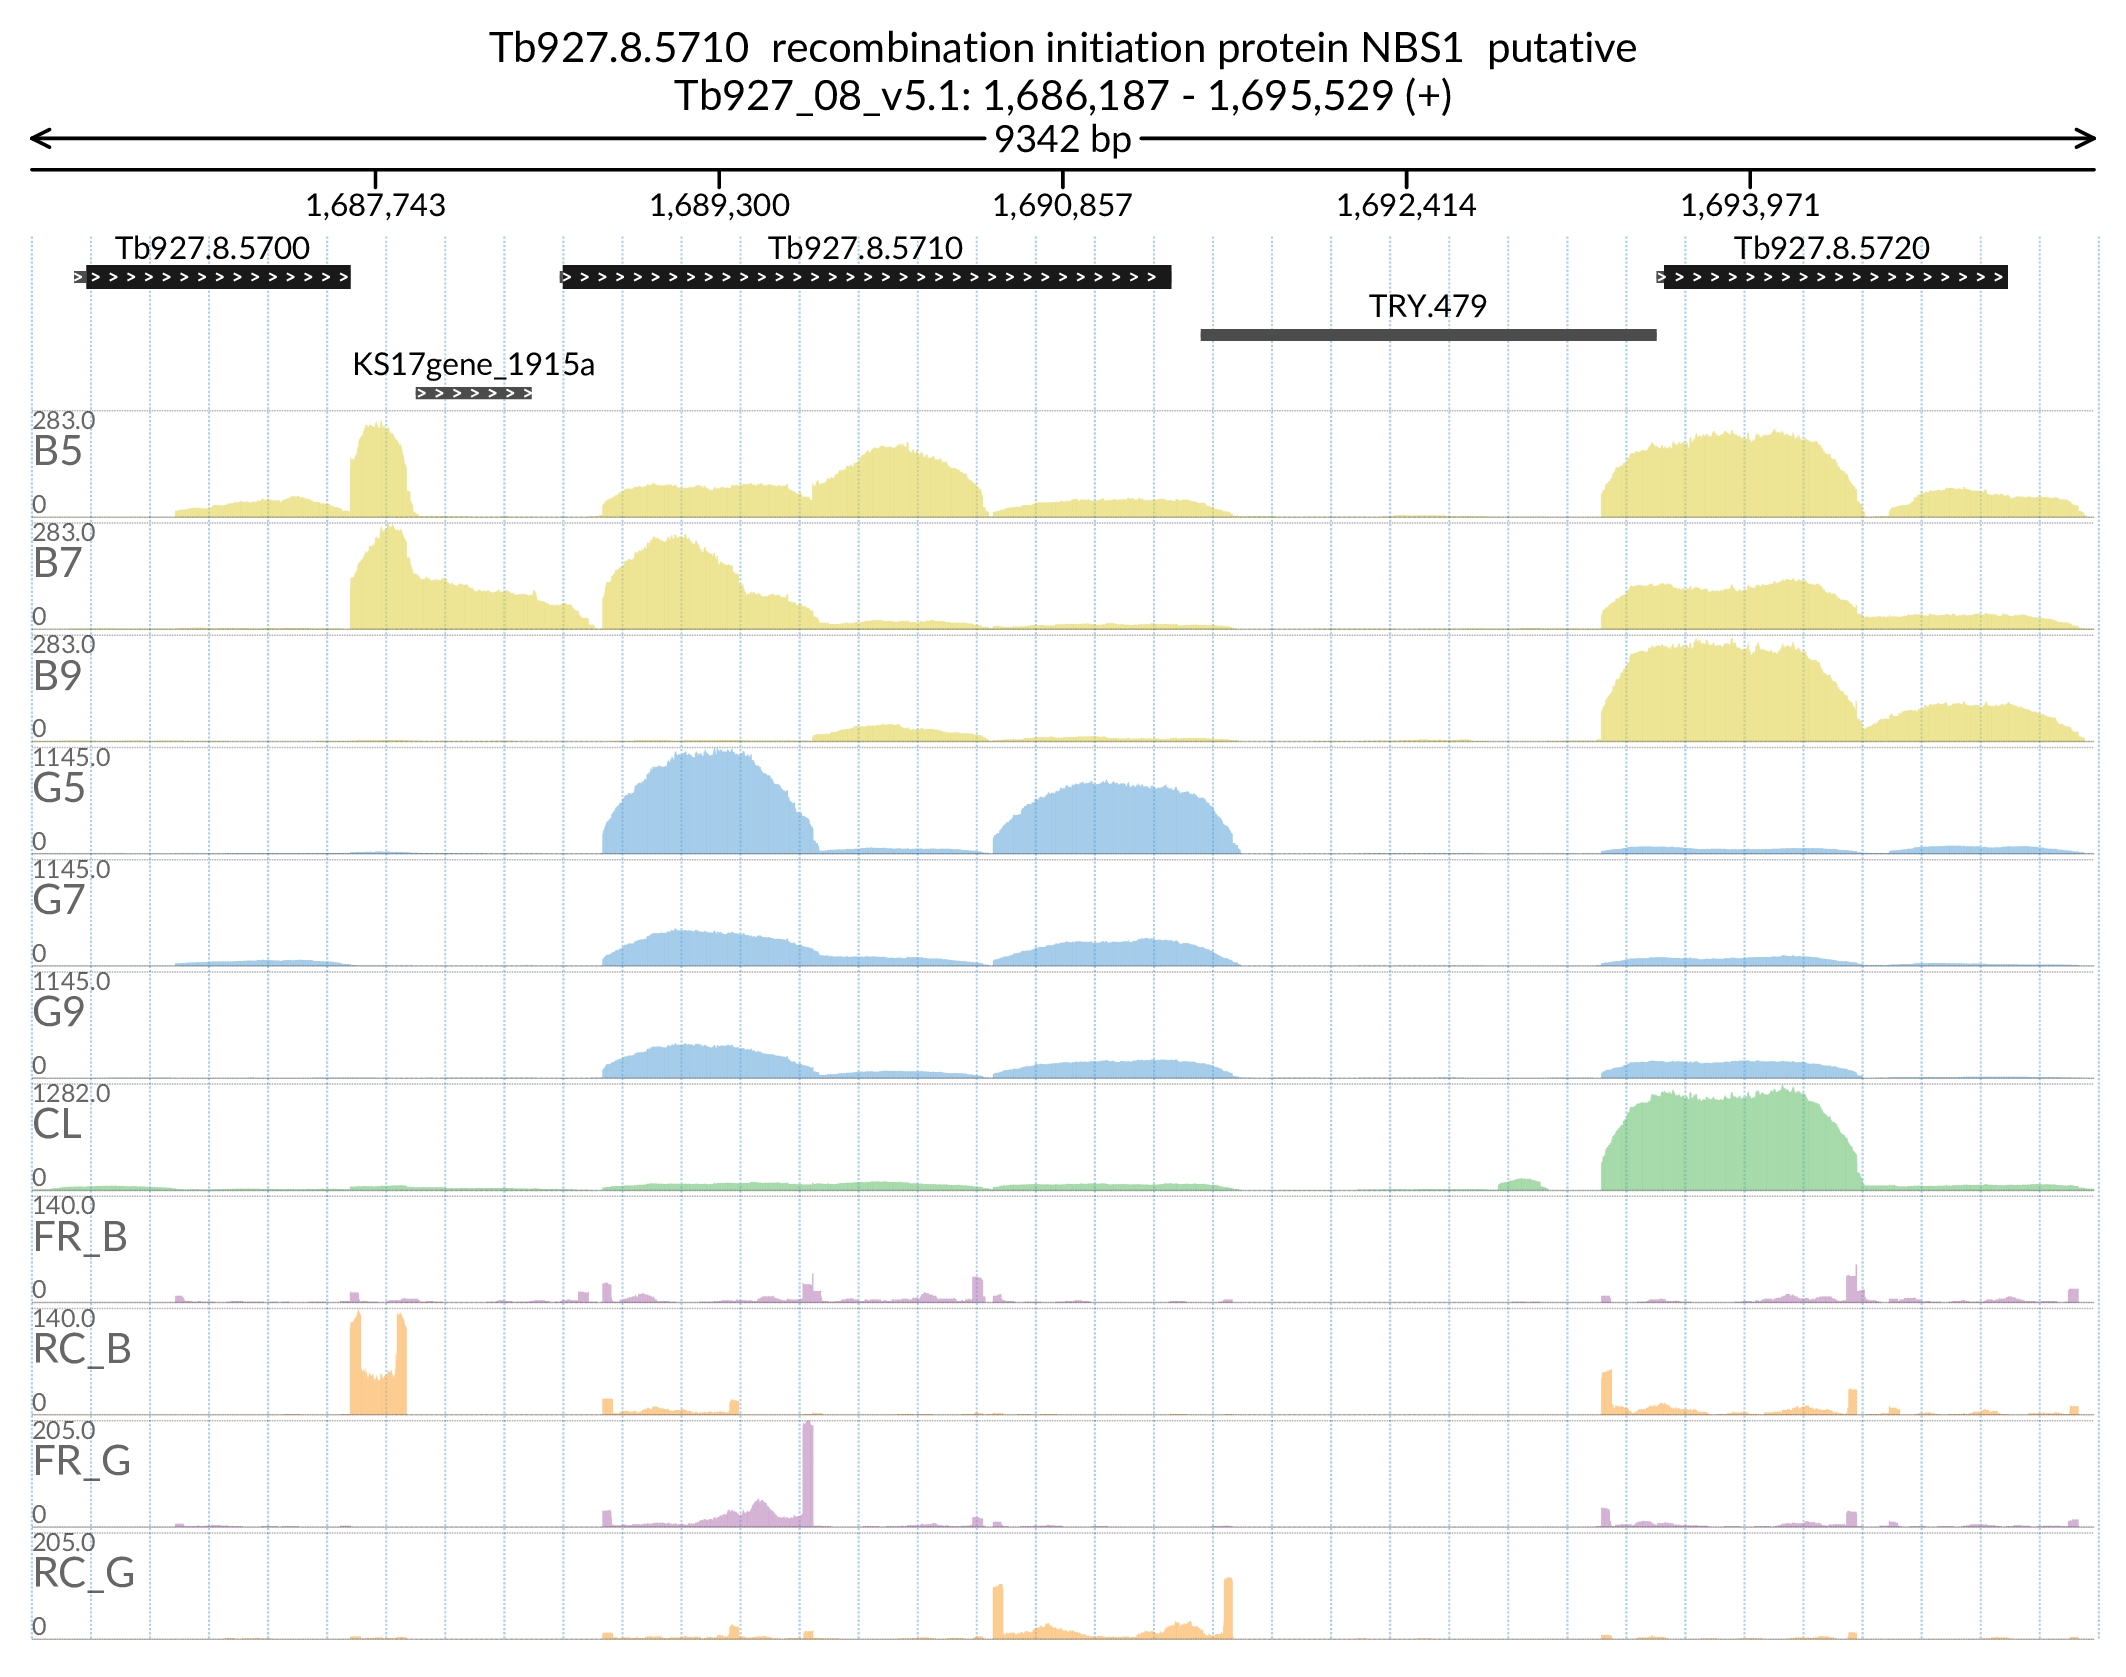 Tb927.8.5710  recombination initiation protein NBS1  putative
Tb927_08_v5.1: 1,686,187 - 1,695,529 (+)
9342 bp
1,687,743 1,689,300 1,690,857 1,692,414 1,693,971
Tb927.8.5700 Tb927.8.5710 Tb927.8.5720
TRY.479
KS17gene_1915a
283.0
B5
0
283.0
B7
0
283.0
B9
0
1145.0
G5
0
1145.0
G7
0
1145.0
G9
0
1282.0
CL
0
140.0
FR_B
0
140.0
RC_B
0
205.0
FR_G
0
205.0
RC_G
0